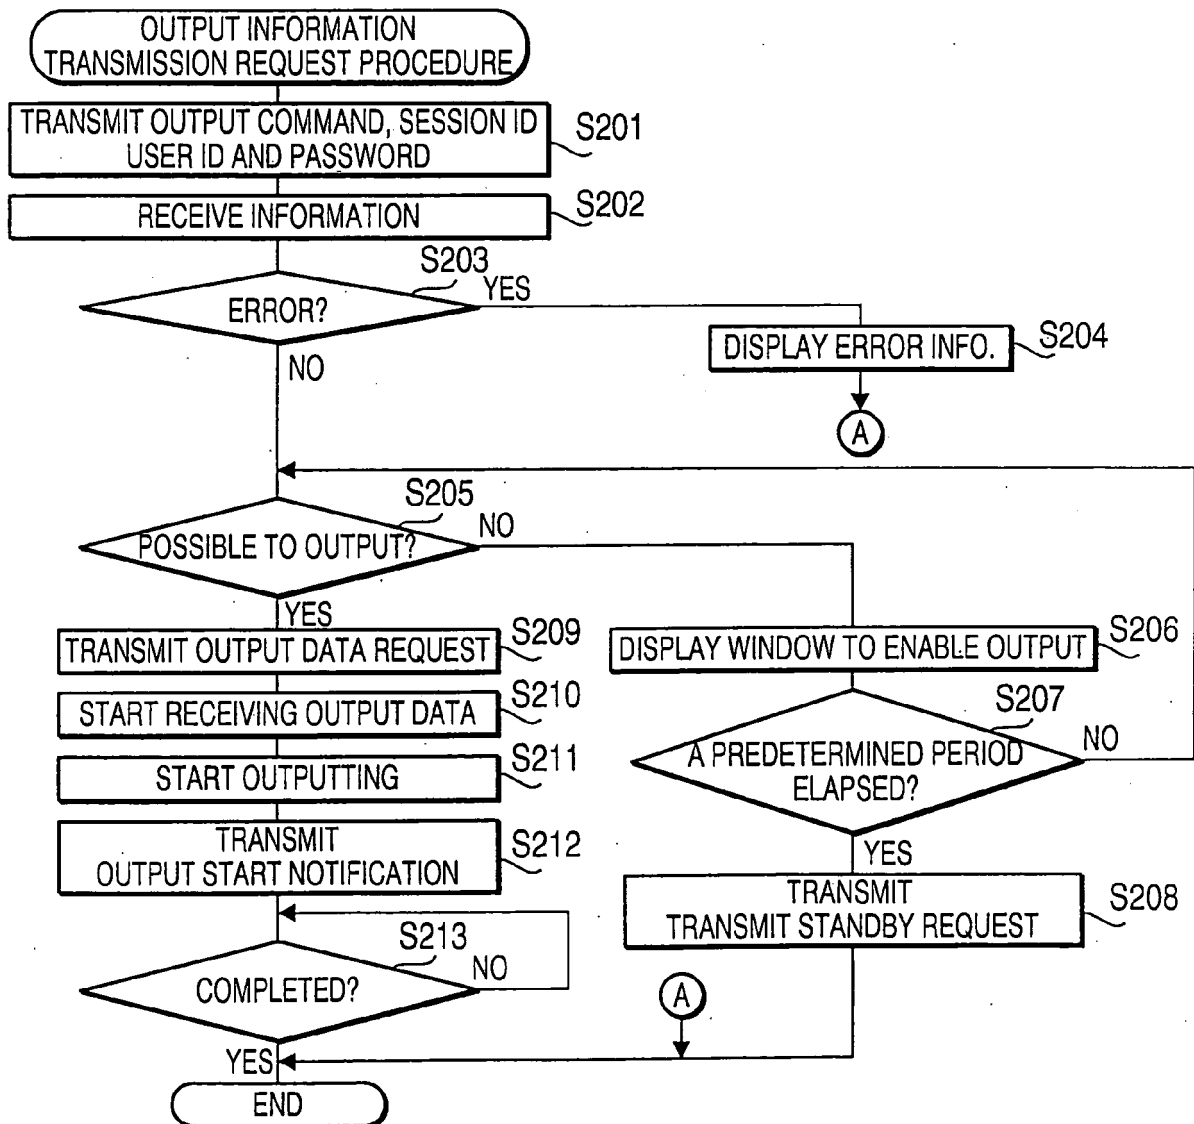 OUTPUT INFORMATION
TRANSMISSION REQUEST PROCEDURE
TRANSMIT OUTPUT COMMAND, SESSION ID
USER ID AND PASSWORD
S201
RECEIVE INFORMATION
S202
S203
ERROR?
YES
NO
DISPLAY ERROR INFO.
S204
A
S205
POSSIBLE TO OUTPUT?
NO
YES
TRANSMIT OUTPUT DATA REQUEST
S209
DISPLAY WINDOW TO ENABLE OUTPUT
S206
START RECEIVING OUTPUT DATA
S210
S207
A PREDETERMINED PERIOD
ELAPSED?
NO
YES
START OUTPUTTING
S211
TRANSMIT
OUTPUT START NOTIFICATION
S212
TRANSMIT
TRANSMIT STANDBY REQUEST
S208
S213
COMPLETED?
NO
YES
A
END